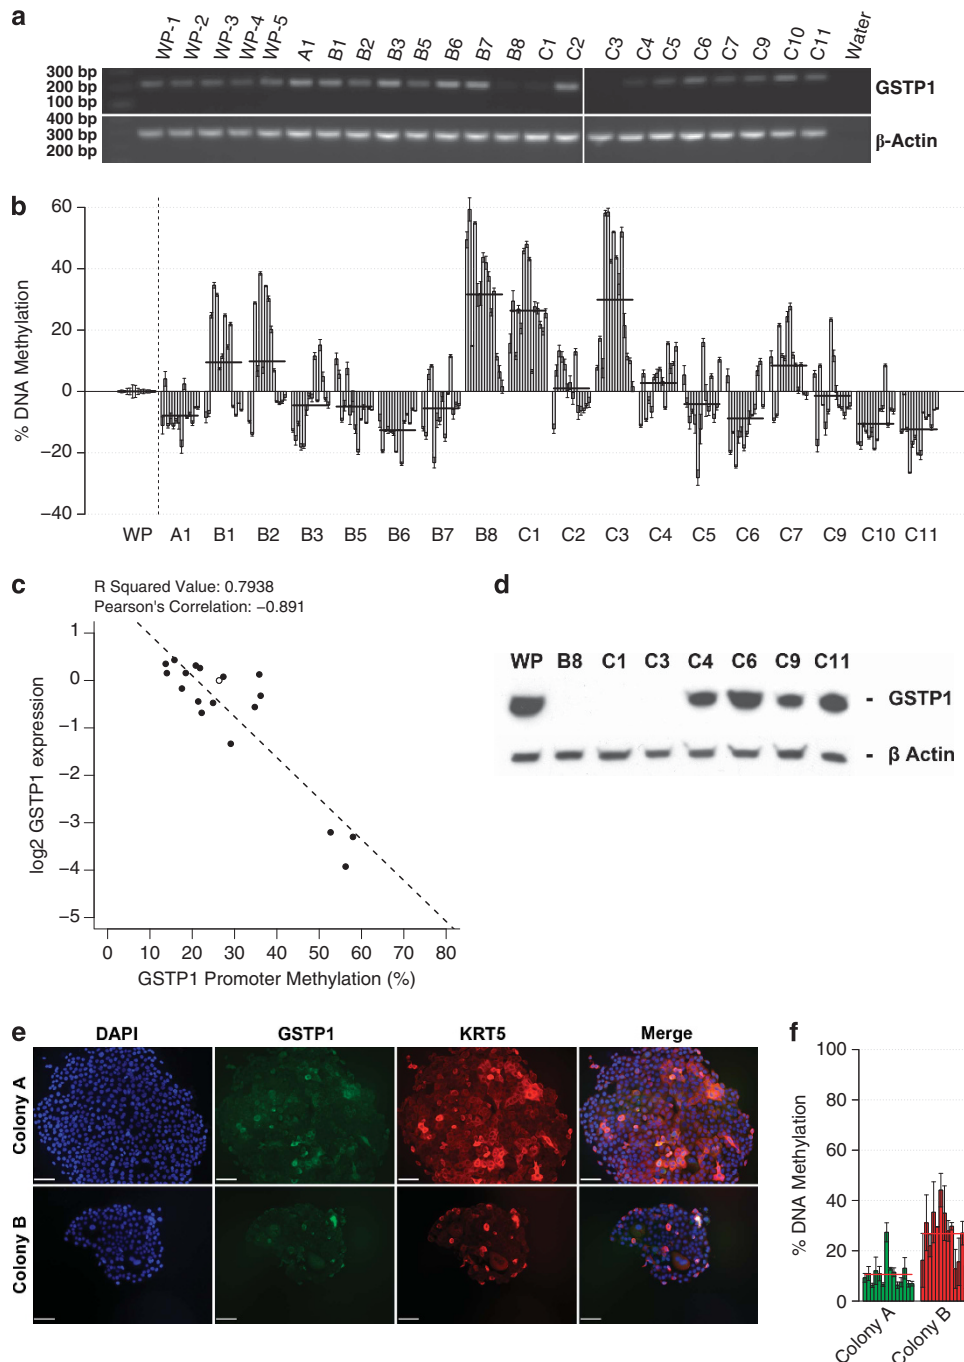 a
WP-1 WP-2 WP-3 WP-4 WP-5 A1 B1 B2 B3 B5 B6 B7 B8 C1 C2 C3 C4 C5 C6 C7 C9 C10 C11 Water
300 bp
200 bp
100 bp
GSTP1
400 bp
300 bp
200 bp
β-Actin
b
% DNA Methylation
60
40
20
0
−20
−40
WP A1 B1 B2 B3 B5 B6 B7 B8 C1 C2 C3 C4 C5 C6 C7 C9 C10 C11
c
R Squared Value: 0.7938
Pearson's Correlation: −0.891
log2 GSTP1 expression
1
0
−1
−2
−3
−4
−5
0 10 20 30 40 50 60 70 80
GSTP1 Promoter Methylation (%)
d
WP B8 C1 C3 C4 C6 C9 C11
- GSTP1
- β Actin
e
DAPI GSTP1 KRT5 Merge
Colony A
Colony B
f
% DNA Methylation
100
80
60
40
20
0
Colony A Colony B